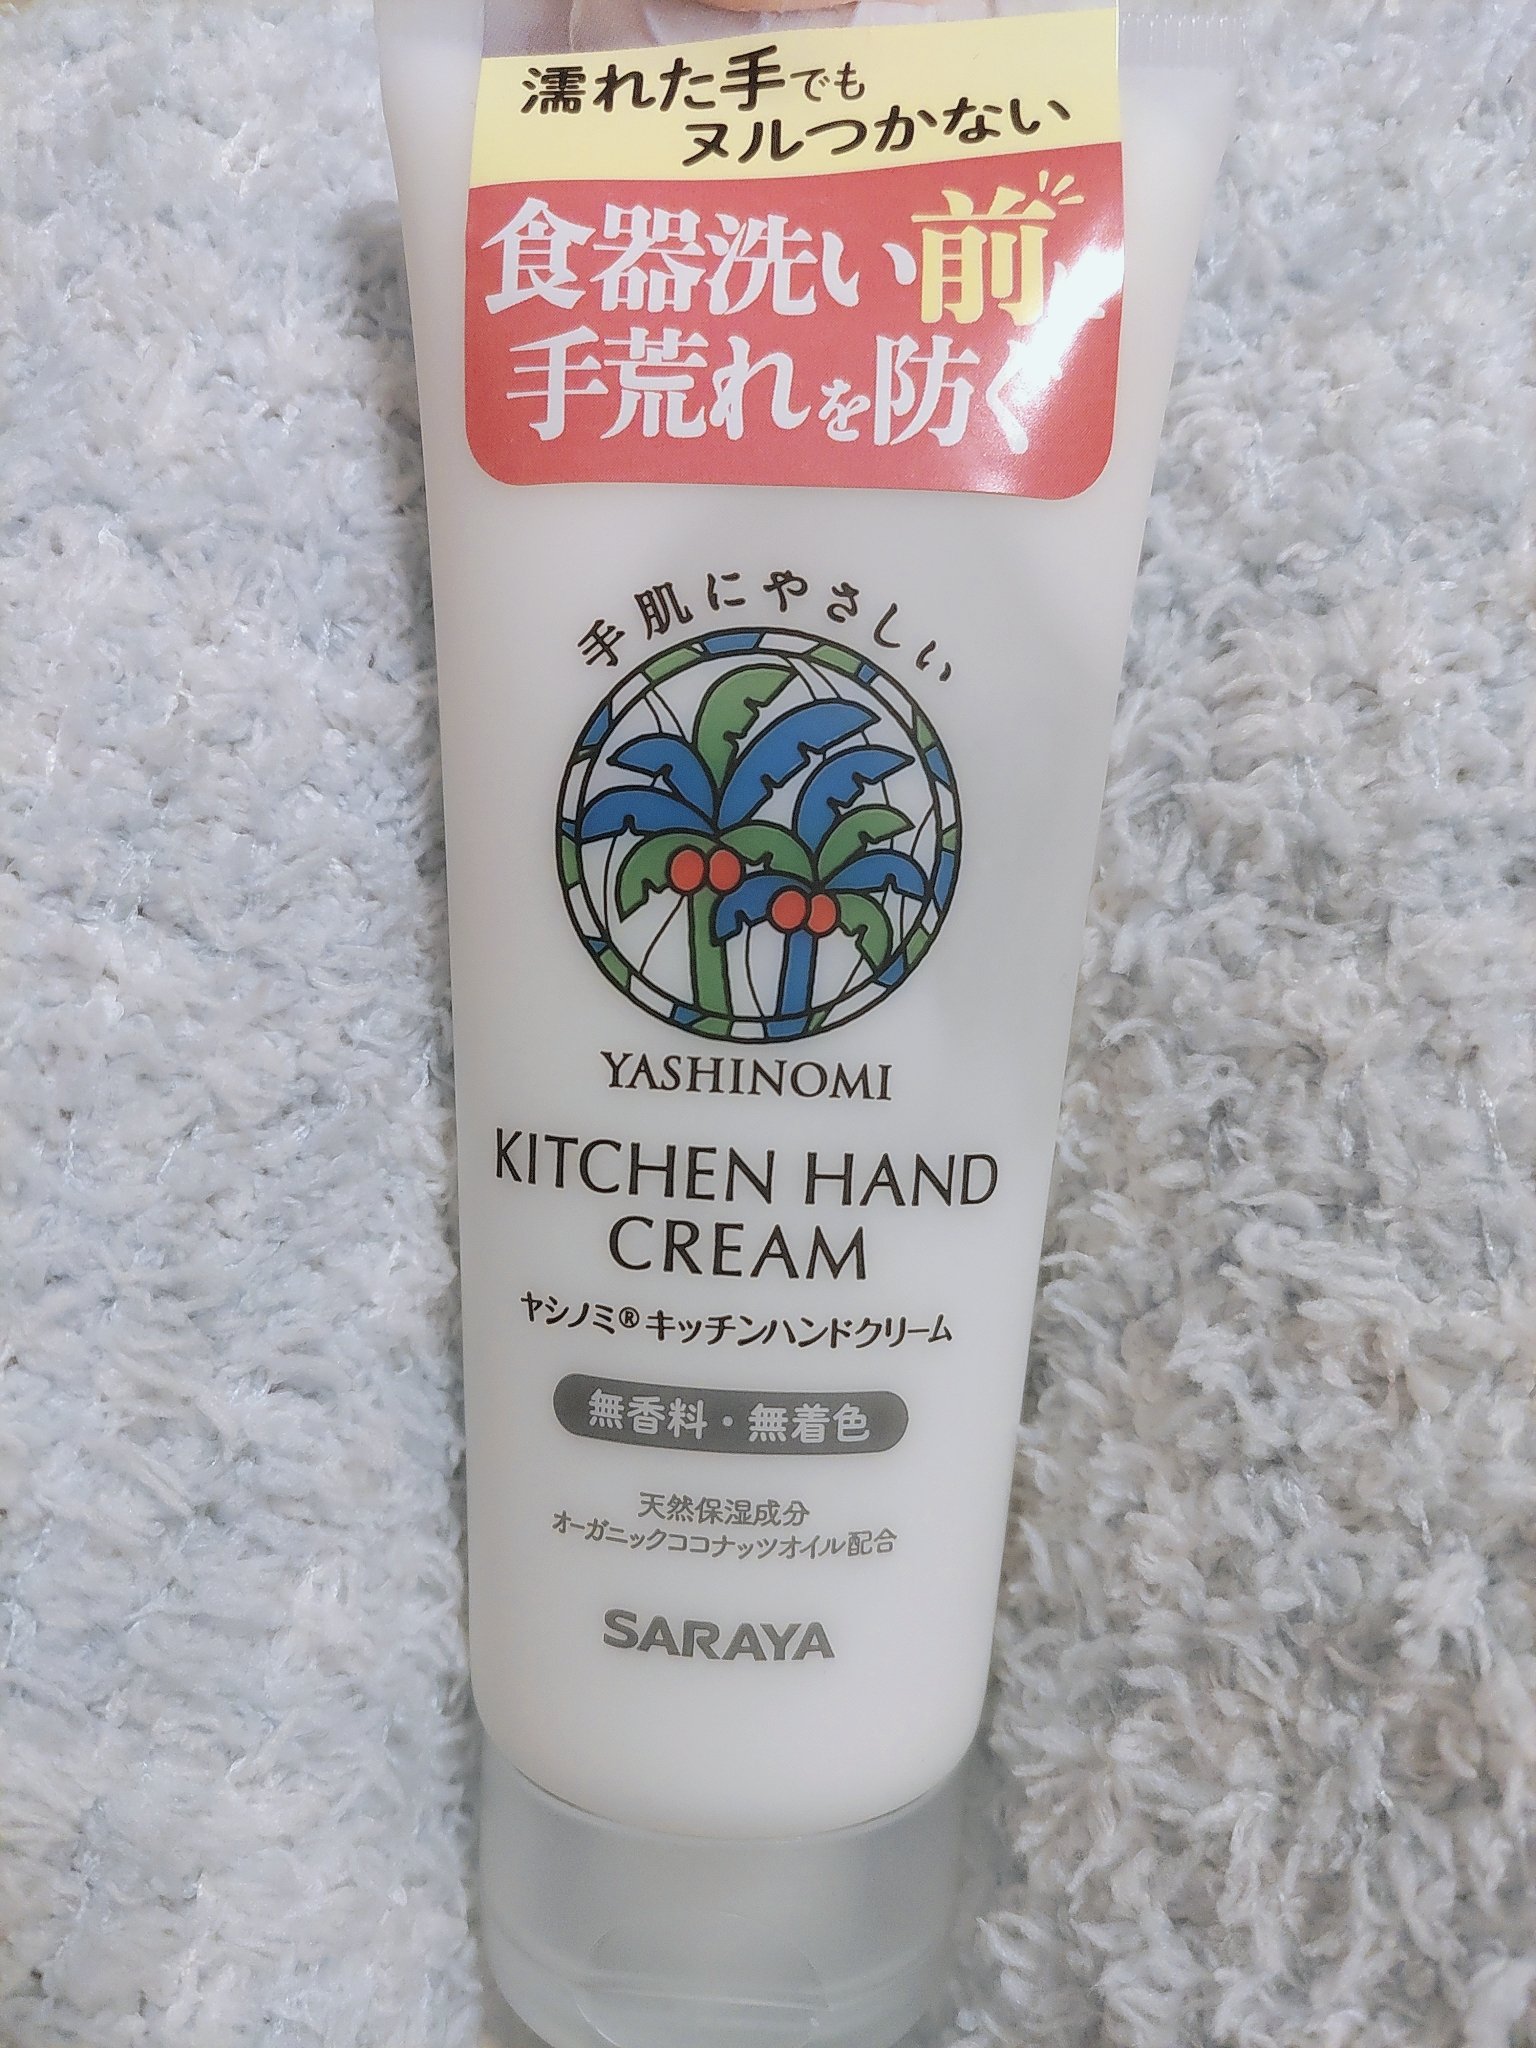 濡れた手でも
ヌルつかない
食器洗い前に
手荒れを防ぐ
手肌にやさしい
YASHINOMI
KITCHEN HAND
CREAM
ヤシノミ®キッチンハンドクリーム
無香料・無着色
天然保湿成分
オーガニックココナッツオイル配合
SARAYA